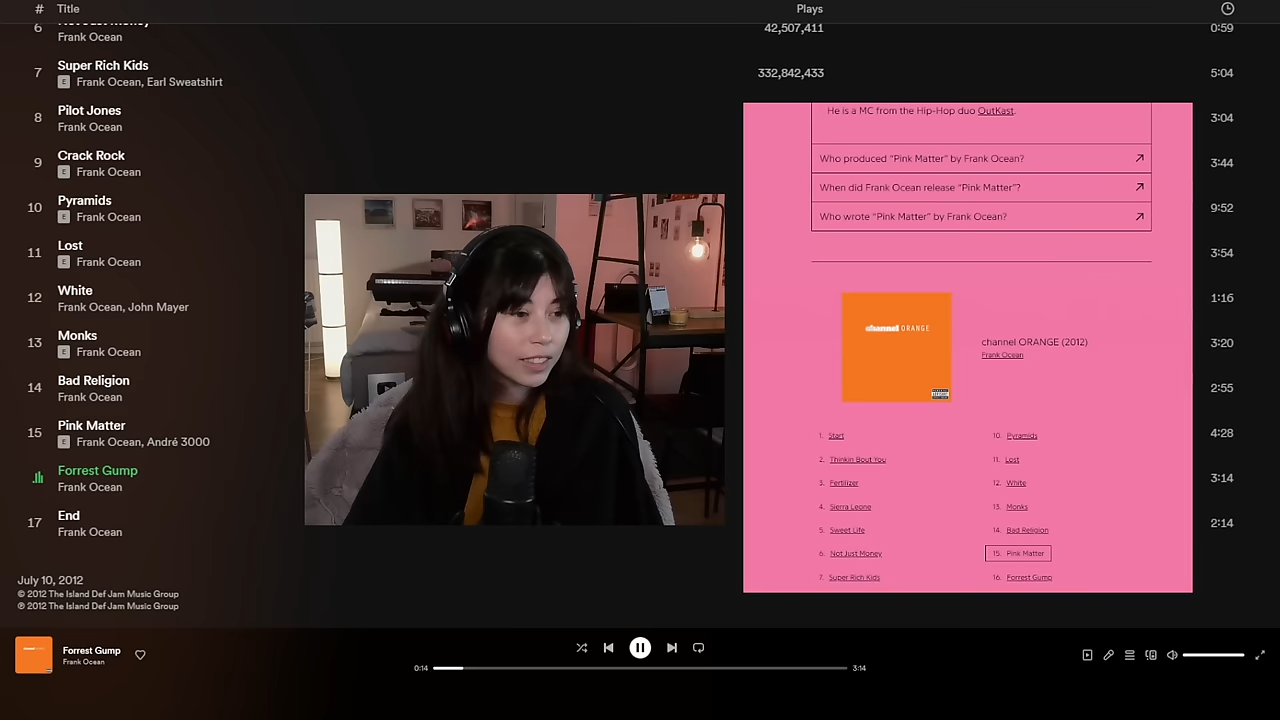 # Title Plays
6 Not Just Money 42,507,411 0:59
Frank Ocean
7 Super Rich Kids 332,842,433 5:04
E Frank Ocean, Earl Sweatshirt
8 Pilot Jones 3:04
Frank Ocean
9 Crack Rock 3:44
E Frank Ocean
10 Pyramids 9:52
E Frank Ocean
11 Lost 3:54
E Frank Ocean
12 White 1:16
Frank Ocean, John Mayer
13 Monks 3:20
E Frank Ocean
14 Bad Religion 2:55
Frank Ocean
15 Pink Matter 4:28
E Frank Ocean, André 3000
Forrest Gump 3:14
Frank Ocean
17 End 2:14
Frank Ocean
July 10, 2012
© 2012 The Island Def Jam Music Group
℗ 2012 The Island Def Jam Music Group
He is a MC from the Hip-Hop duo OutKast.
Who produced “Pink Matter” by Frank Ocean?
When did Frank Ocean release “Pink Matter”?
Who wrote “Pink Matter” by Frank Ocean?
channel ORANGE
channel ORANGE (2012)
Frank Ocean
1. Start
2. Thinkin Bout You
3. Fertilizer
4. Sierra Leone
5. Sweet Life
6. Not Just Money
7. Super Rich Kids
10. Pyramids
11. Lost
12. White
13. Monks
14. Bad Religion
15. Pink Matter
16. Forrest Gump
Forrest Gump
Frank Ocean
0:14 3:14